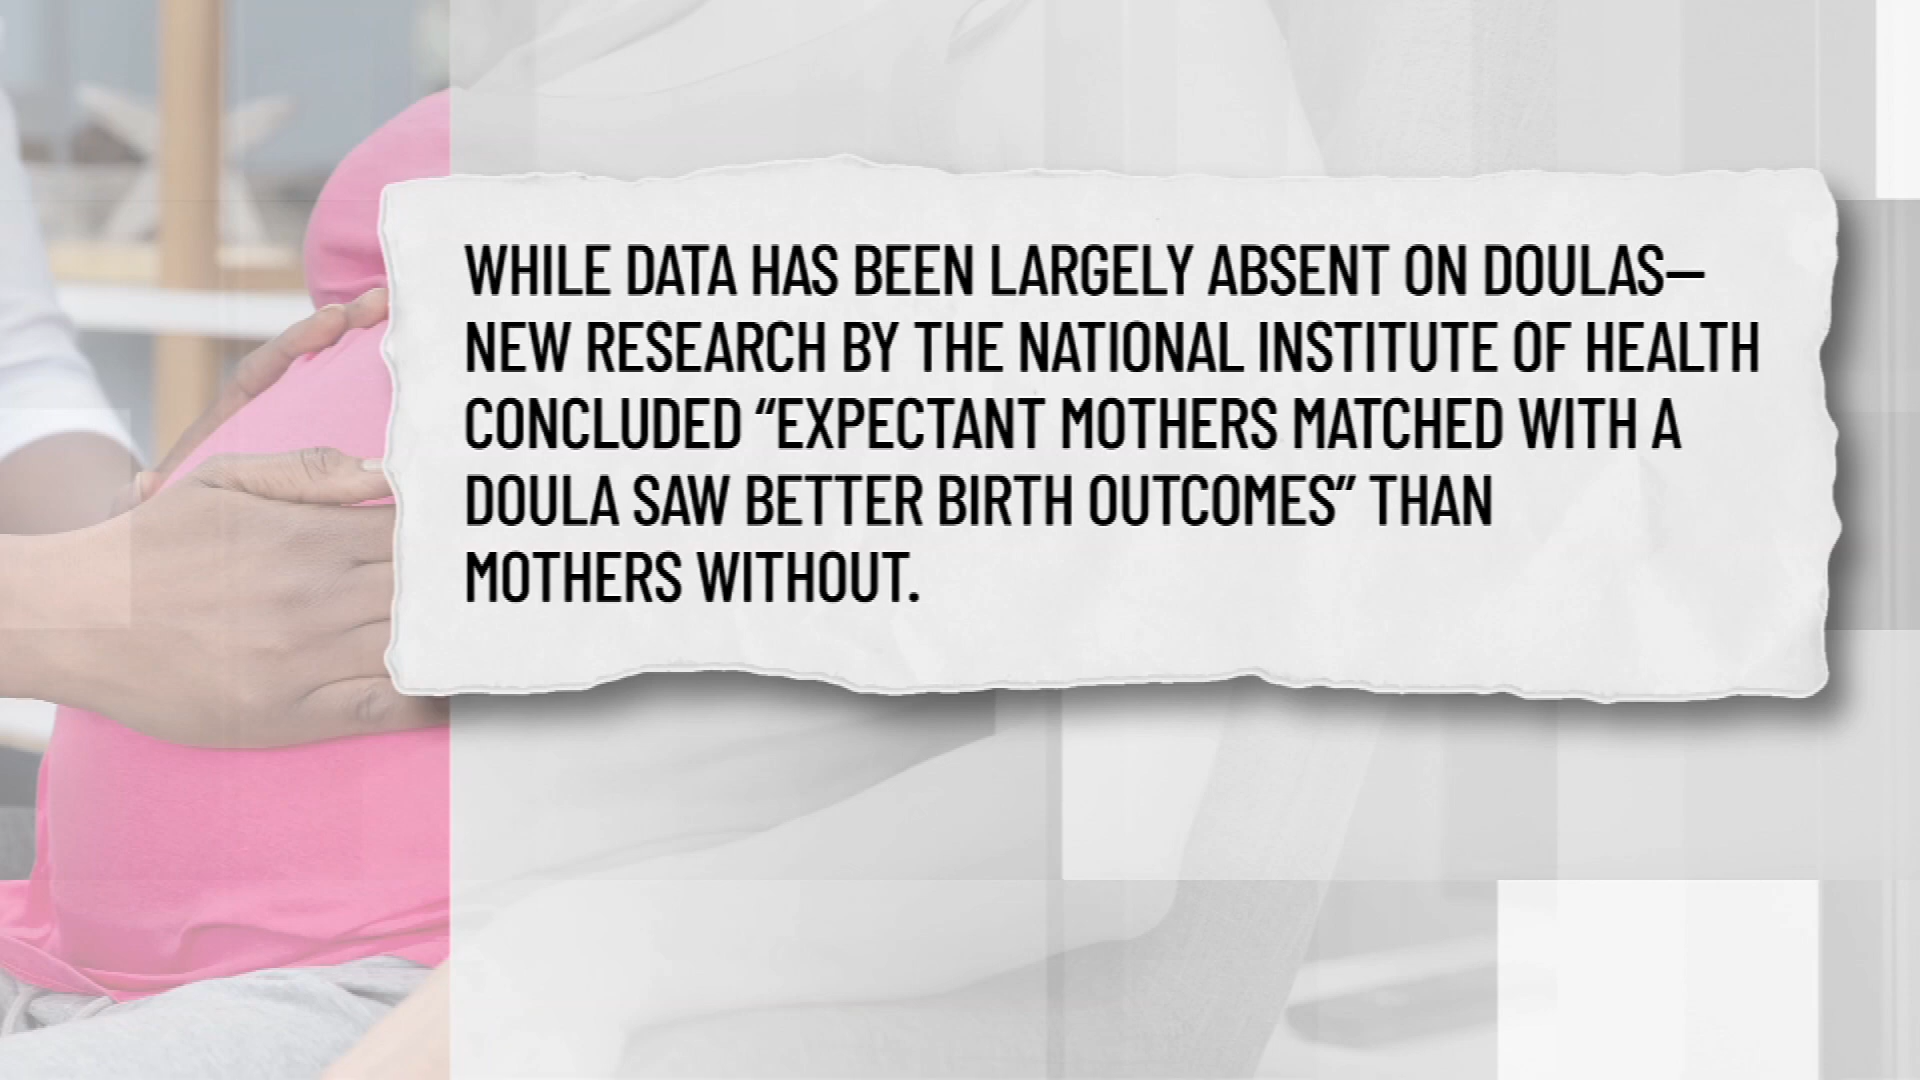 WHILE DATA HAS BEEN LARGELY ABSENT ON DOULAS—
NEW RESEARCH BY THE NATIONAL INSTITUTE OF HEALTH
CONCLUDED “EXPECTANT MOTHERS MATCHED WITH A
DOULA SAW BETTER BIRTH OUTCOMES” THAN
MOTHERS WITHOUT.